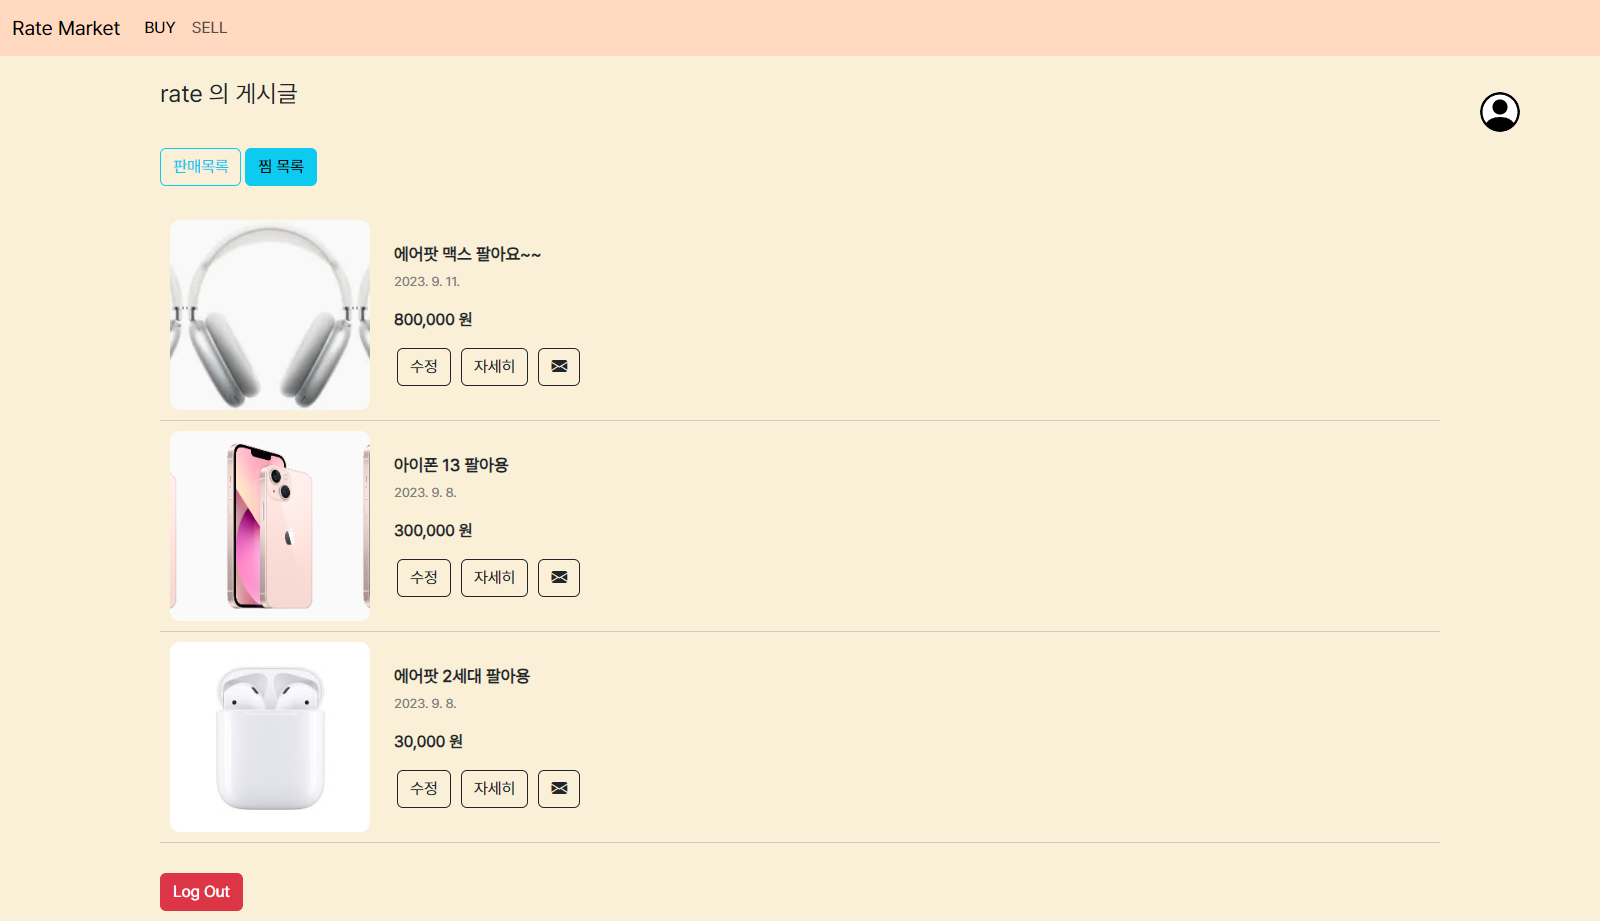 Rate Market BUY SELL
rate 의 게시글
판매목록 찜 목록
에어팟 맥스 팔아요~~
2023. 9. 11.
800,000 원
수정 자세히
아이폰 13 팔아용
2023. 9. 8.
300,000 원
수정 자세히
에어팟 2세대 팔아용
2023. 9. 8.
30,000 원
수정 자세히
Log Out